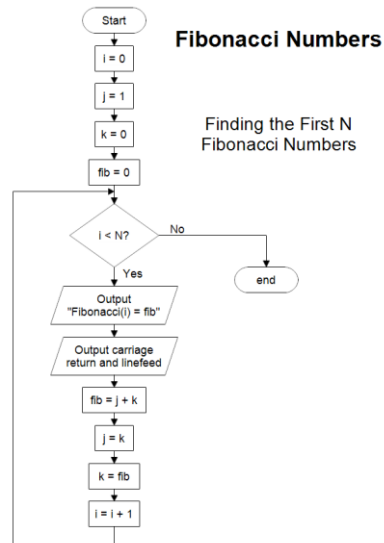 Start
Fibonacci Numbers
i = 0
j = 1
k = 0
Finding the First N
Fibonacci Numbers
fib = 0
i < N?
No
Yes
end
Output
"Fibonacci(i) = fib"
Output carriage
return and linefeed
fib = j + k
j = k
k = fib
i = i + 1